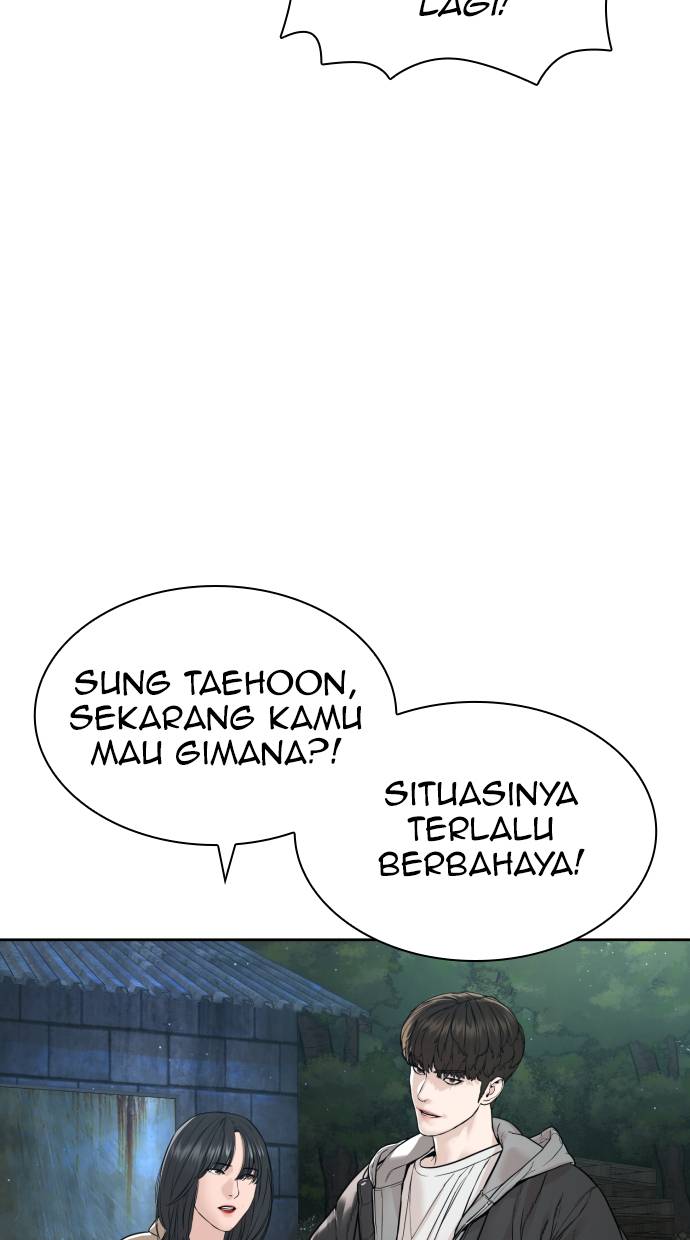 LAGI!
SUNG TAEHOON,
SEKARANG KAMU
MAU GIMANA?!
SITUASINYA
TERLALU
BERBAHAYA!